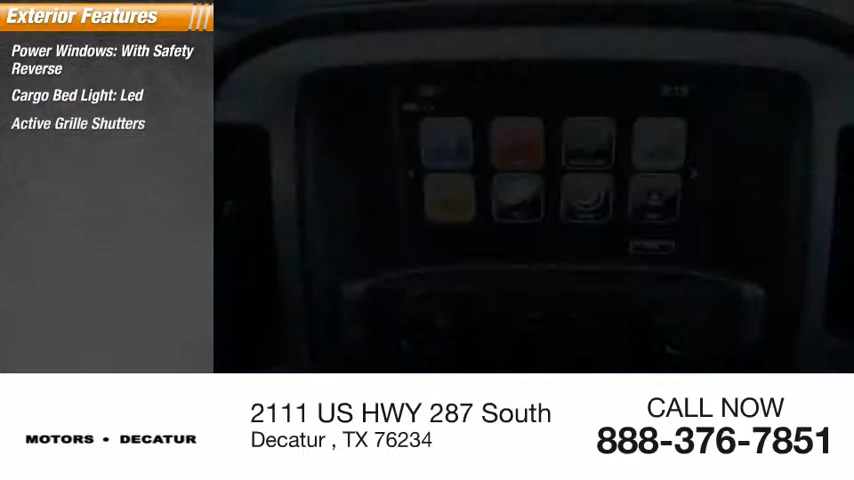 Exterior Features
Power Windows: With Safety
Reverse
Cargo Bed Light: Led
Active Grille Shutters
MOTORS • DECATUR
2111 US HWY 287 South
Decatur , TX 76234
CALL NOW
888-376-7851